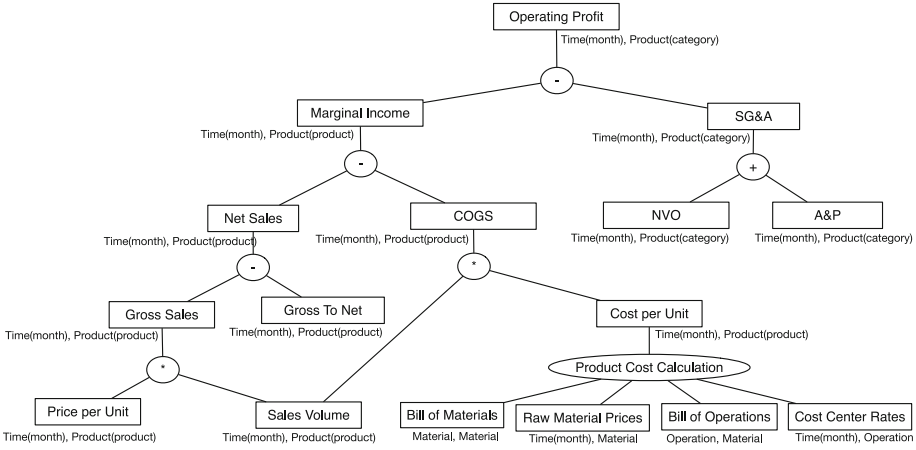 Operating Profit
Time(month), Product(category)
-
Marginal Income
SG&A
Time(month), Product(product)
Time(month), Product(category)
-
+
Net Sales
COGS
NVO
A&P
Time(month), Product(product)
Time(month), Product(product)
Time(month), Product(category)
Time(month), Product(category)
-
*
Gross Sales
Gross To Net
Cost per Unit
Time(month), Product(product)
Time(month), Product(product)
Time(month), Product(product)
*
Product Cost Calculation
Price per Unit
Sales Volume
Bill of Materials
Raw Material Prices
Bill of Operations
Cost Center Rates
Time(month), Product(product)
Time(month), Product(product)
Material, Material
Time(month), Material
Operation, Material
Time(month), Operation